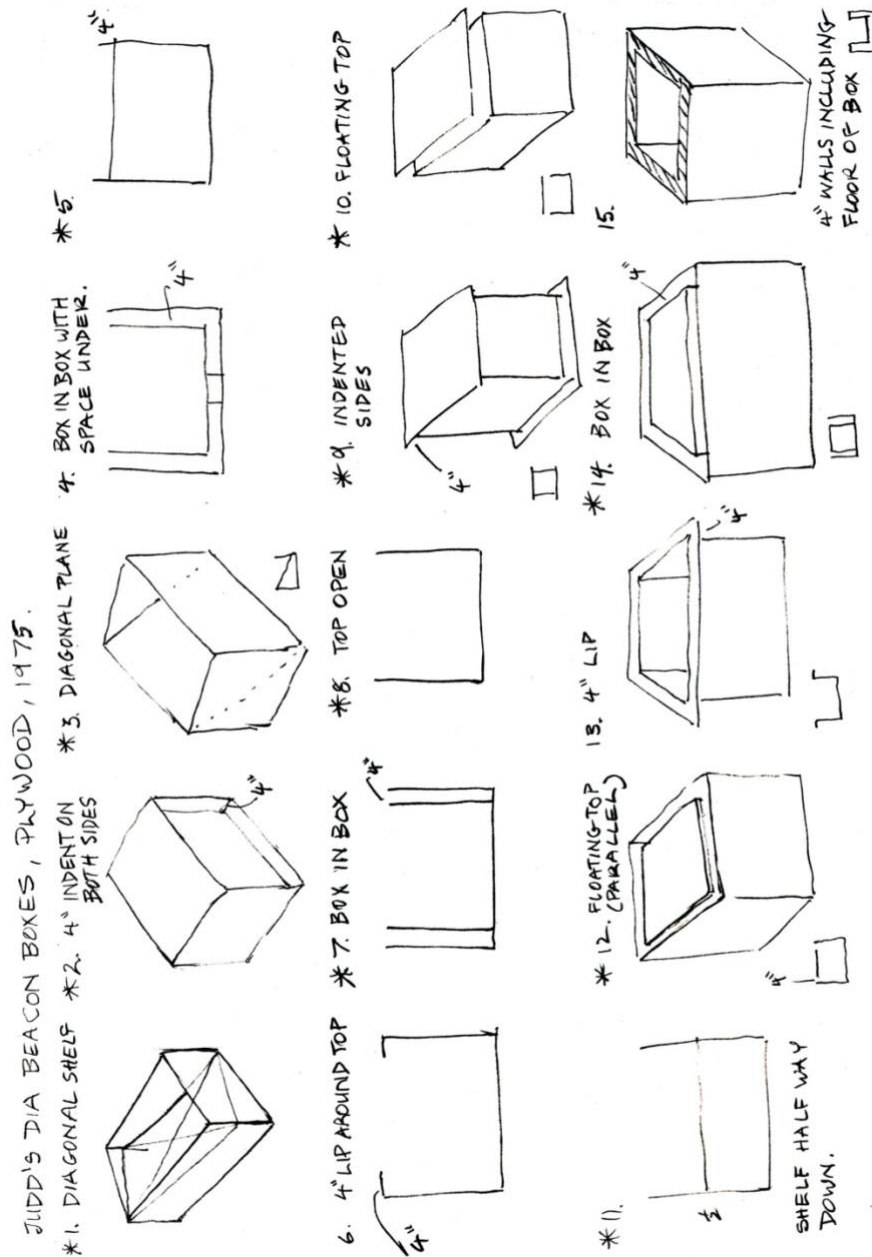 JUDD'S DIA BEACON BOXES, PLYWOOD, 1975.
*1. DIAGONAL SHELF
*2. 4" INDENT ON
BOTH SIDES
4"
*3. DIAGONAL PLANE
4. BOX IN BOX WITH
SPACE UNDER.
4"
*5.
4"
6. 4" LIP AROUND TOP
4"
*7. BOX IN BOX
4"
*8. TOP OPEN
*9. INDENTED
SIDES
4"
*10. FLOATING TOP
*11.
1/2
SHELF HALF WAY
DOWN.
*12. FLOATING TOP
(PARALLEL)
4"
13. 4" LIP
4"
*14. BOX IN BOX
4"
15.
4" WALLS INCLUDING
FLOOR OF BOX